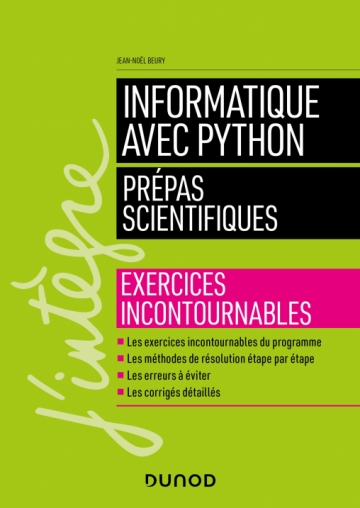 JEAN-NOËL BEURY
INFORMATIQUE
AVEC PYTHON
PRÉPAS
SCIENTIFIQUES
J'intègre
EXERCICES
INCONTOURNABLES
Les exercices incontournables du programme
Les méthodes de résolution étape par étape
Les erreurs à éviter
Les corrigés détaillés
DUNOD